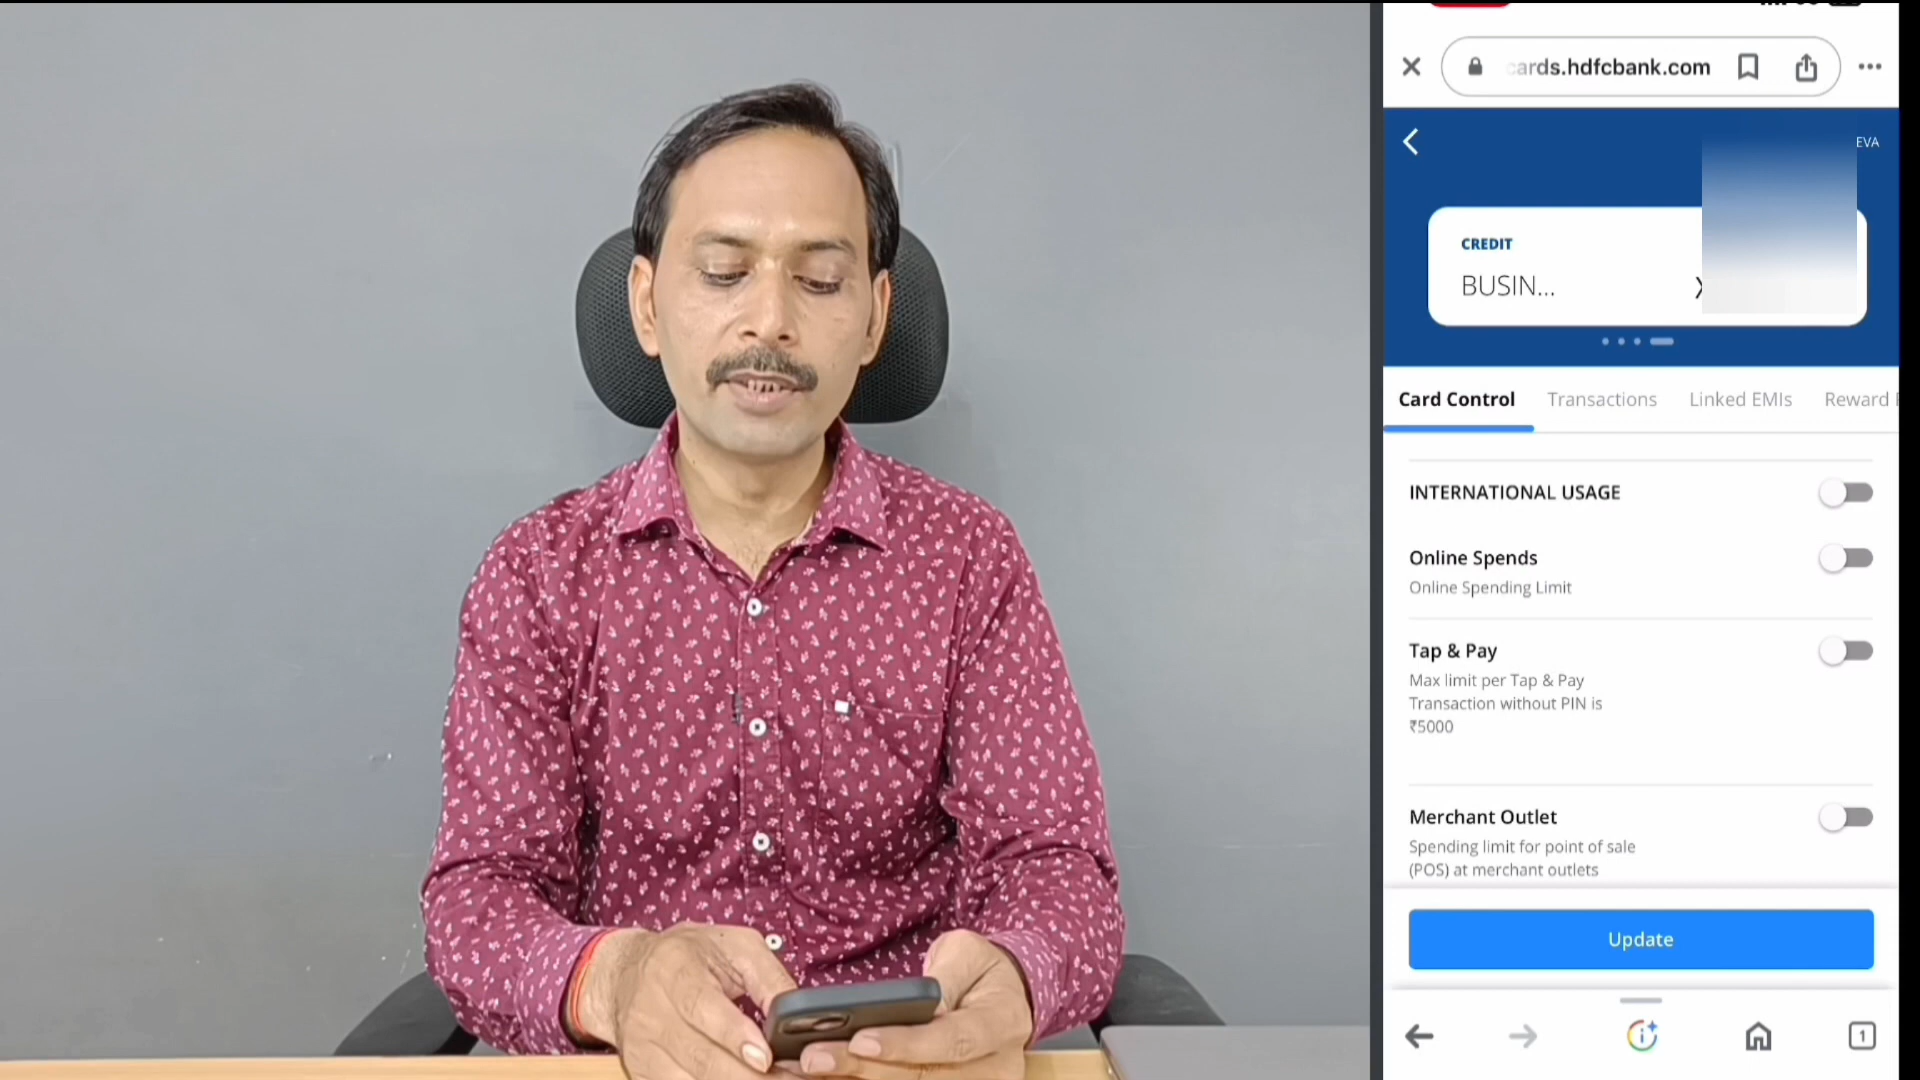 cards.hdfcbank.com
EVA
CREDIT
BUSIN...
Card Control Transactions Linked EMIs Reward
INTERNATIONAL USAGE
Online Spends
Online Spending Limit
Tap & Pay
Max limit per Tap & Pay
Transaction without PIN is
₹5000
Merchant Outlet
Spending limit for point of sale
(POS) at merchant outlets
Update
1